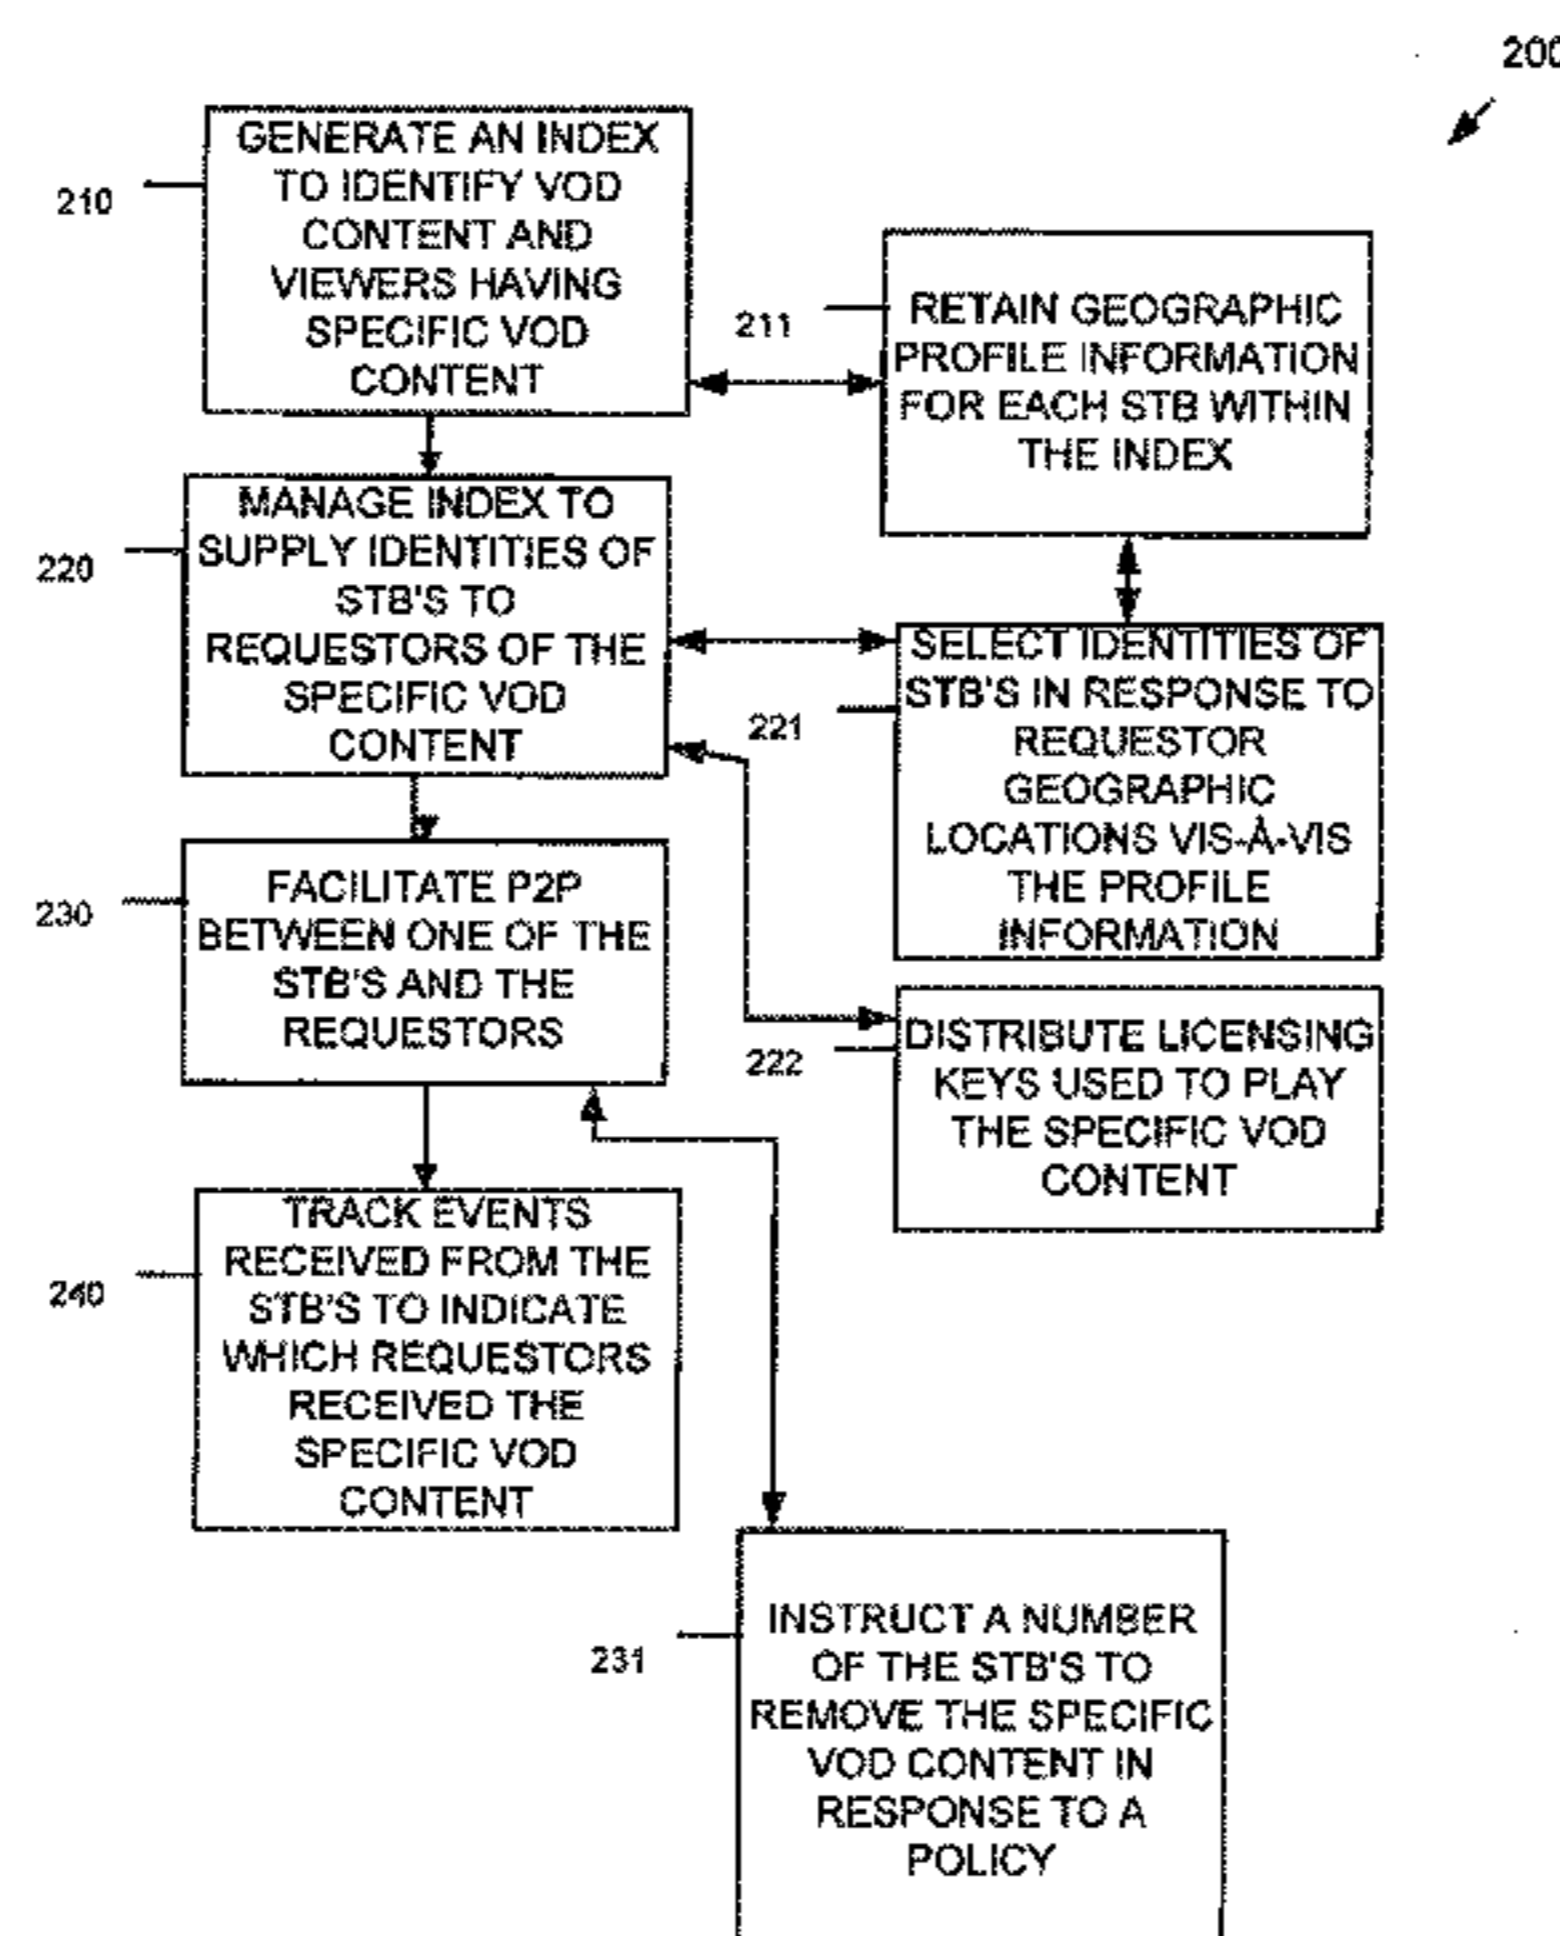 200
210
GENERATE AN INDEX
TO IDENTIFY VOD
CONTENT AND
VIEWERS HAVING
SPECIFIC VOD
CONTENT
211
RETAIN GEOGRAPHIC
PROFILE INFORMATION
FOR EACH STB WITHIN
THE INDEX
220
MANAGE INDEX TO
SUPPLY IDENTITIES OF
STB'S TO
REQUESTORS OF THE
SPECIFIC VOD
CONTENT
221
SELECT IDENTITIES OF
STB'S IN RESPONSE TO
REQUESTOR
GEOGRAPHIC
LOCATIONS VIS-À-VIS
THE PROFILE
INFORMATION
230
FACILITATE P2P
BETWEEN ONE OF THE
STB'S AND THE
REQUESTORS
222
DISTRIBUTE LICENSING
KEYS USED TO PLAY
THE SPECIFIC VOD
CONTENT
240
TRACK EVENTS
RECEIVED FROM THE
STB'S TO INDICATE
WHICH REQUESTORS
RECEIVED THE
SPECIFIC VOD
CONTENT
231
INSTRUCT A NUMBER
OF THE STB'S TO
REMOVE THE SPECIFIC
VOD CONTENT IN
RESPONSE TO A
POLICY